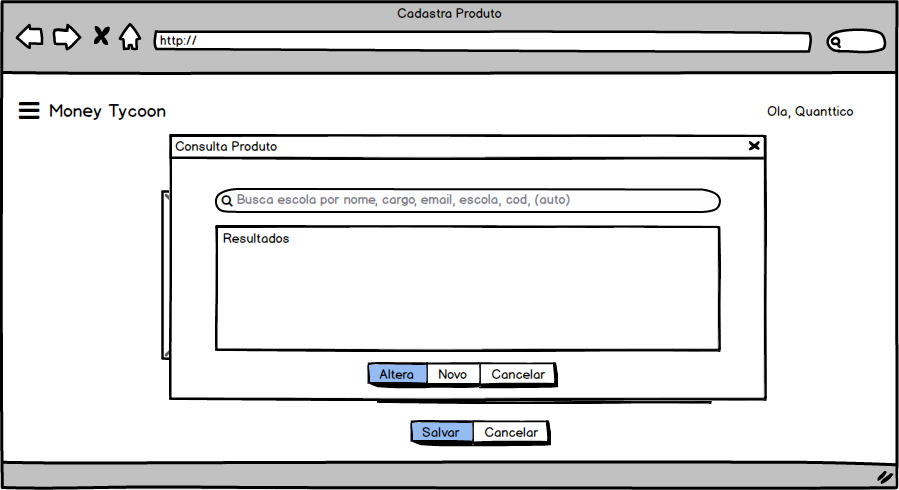 Cadastra Produto
http://
Money Tycoon
Ola, Quanttico
Consulta Produto
Busca escola por nome, cargo, email, escola, cod, (auto)
Resultados
Altera Novo Cancelar
Salvar Cancelar